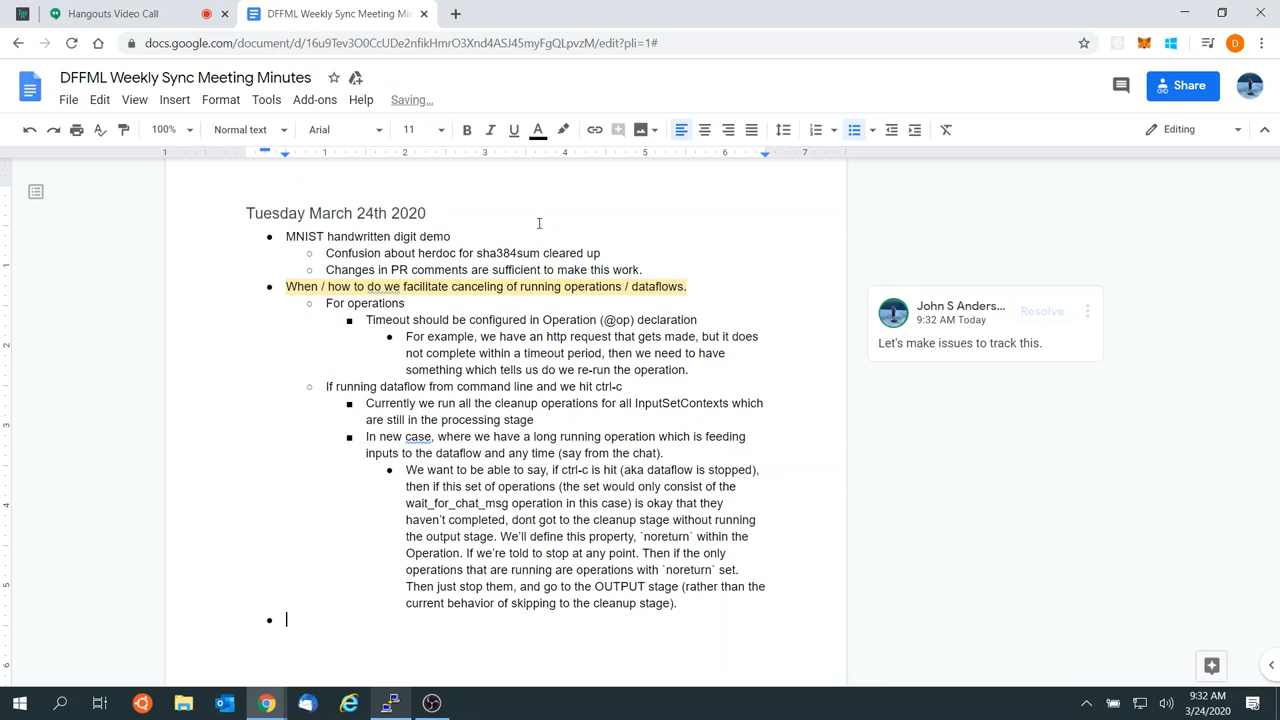 Hangouts Video Call
DFFML Weekly Sync Meeting Min
docs.google.com/document/d/16u9Tev3O0CcUDe2nfikHmrO3Xnd4ASJ45myFgQLpvzM/edit?pli=1#
D
DFFML Weekly Sync Meeting Minutes
File Edit View Insert Format Tools Add-ons Help Saving...
Share
100% Normal text Arial 11 B I U A Editing
1 1 2 3 4 5 6 7
Tuesday March 24th 2020
● MNIST handwritten digit demo
○ Confusion about herdoc for sha384sum cleared up
○ Changes in PR comments are sufficient to make this work.
● When / how to do we facilitate canceling of running operations / dataflows.
○ For operations
■ Timeout should be configured in Operation (@op) declaration
● For example, we have an http request that gets made, but it does
not complete within a timeout period, then we need to have
something which tells us do we re-run the operation.
○ If running dataflow from command line and we hit ctrl-c
■ Currently we run all the cleanup operations for all InputSetContexts which
are still in the processing stage
■ In new case, where we have a long running operation which is feeding
inputs to the dataflow and any time (say from the chat).
● We want to be able to say, if ctrl-c is hit (aka dataflow is stopped),
then if this set of operations (the set would only consist of the
wait_for_chat_msg operation in this case) is okay that they
haven't completed, dont got to the cleanup stage without running
the output stage. We'll define this property, `noreturn` within the
Operation. If we're told to stop at any point. Then if the only
operations that are running are operations with `noreturn` set.
Then just stop them, and go to the OUTPUT stage (rather than the
current behavior of skipping to the cleanup stage).
●
John S Anders...
Resolve
9:32 AM Today
Let's make issues to track this.
1
2
3
4
5
6
9:32 AM
3/24/2020